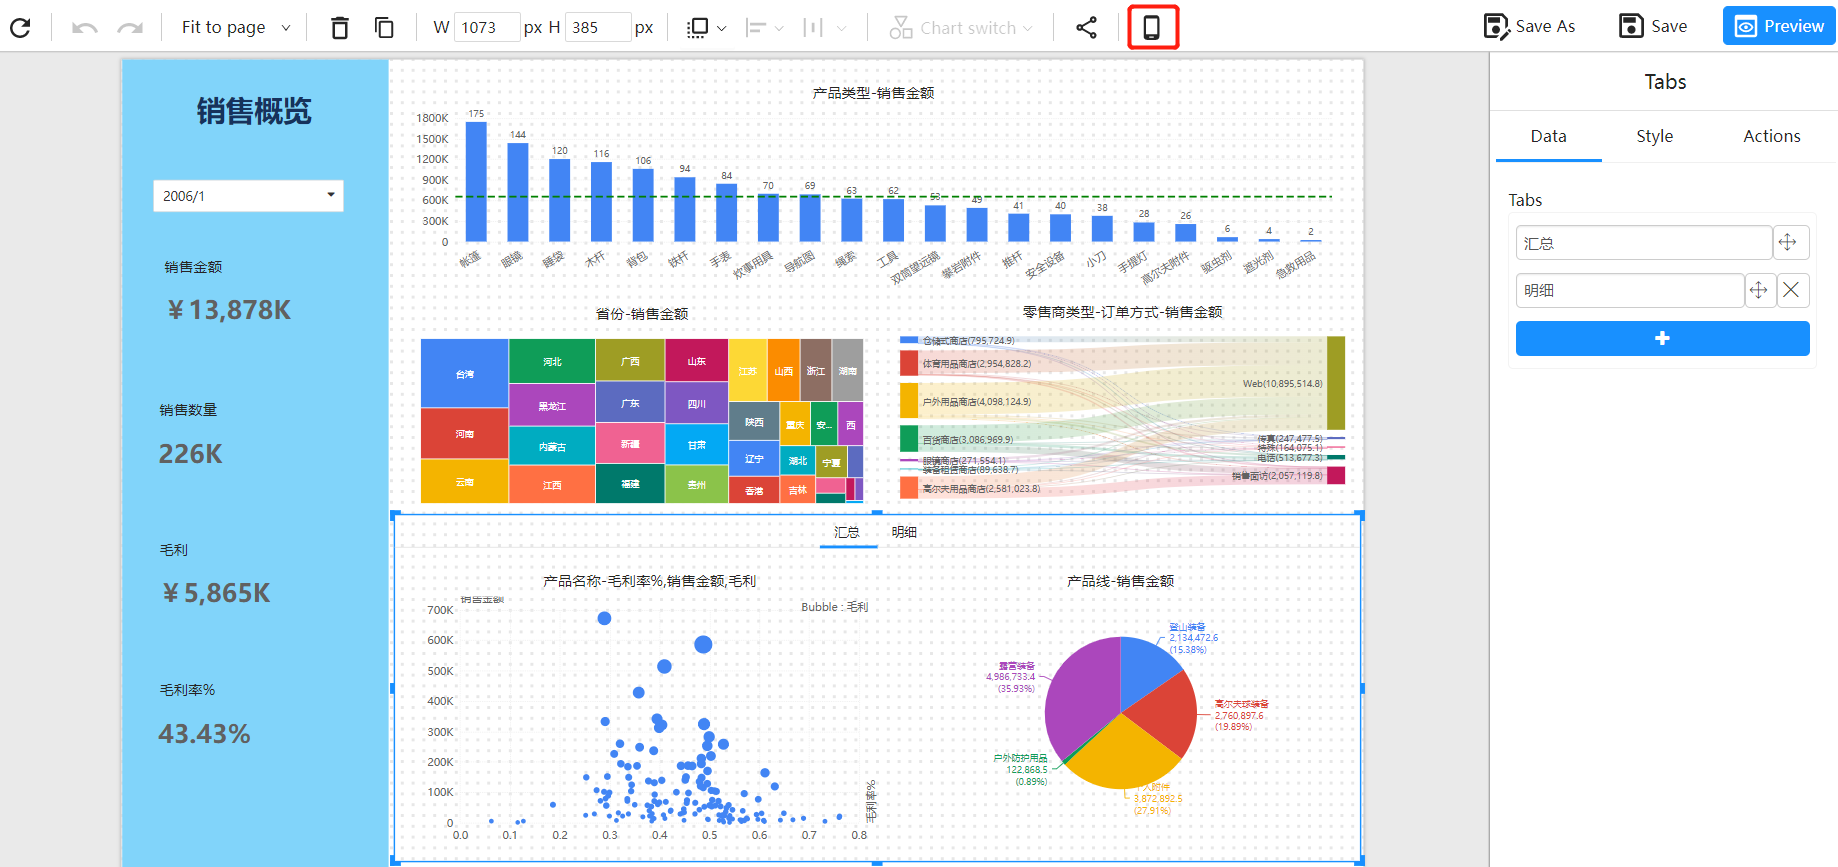 Fit to page
W 1073 px H 385 px
Chart switch
Save As
Save
Preview
销售概览
2006/1
销售金额
￥13,878K
销售数量
226K
毛利
￥5,865K
毛利率%
43.43%
产品类型-销售金额
1800K
1500K
1200K
900K
600K
300K
0
175
144
120
116
106
94
84
70
69
63
62
53
49
41
40
38
28
26
6
4
2
帐篷
眼镜
睡袋
木杆
背包
铁杆
手表
炊事用具
导航图
绳索
工具
双筒望远镜
攀岩附件
推杆
安全设备
小刀
手提灯
高尔夫附件
驱虫剂
遮光剂
急救用品
省份-销售金额
台湾
河南
云南
河北
黑龙江
内蒙古
江西
广西
广东
新疆
福建
山东
四川
甘肃
贵州
江苏
山西
浙江
湖南
陕西
重庆
安...
西
辽宁
湖北
宁夏
香港
吉林
零售商类型-订单方式-销售金额
仓储式商店(795,724.9)
体育用品商店(2,954,828.2)
户外用品商店(4,098,124.9)
百货商店(3,086,969.9)
眼镜商店(271,554.1)
装备租赁商店(89,638.7)
高尔夫用品商店(2,581,023.8)
Web(10,895,514.8)
传真(247,477.5)
特殊(164,075.1)
电话(513,677.3)
销售面访(2,057,119.8)
汇总
明细
产品名称-毛利率%,销售金额,毛利
销售金额
Bubble : 毛利
700K
600K
500K
400K
300K
200K
100K
0
0.0
0.1
0.2
0.3
0.4
0.5
0.6
0.7
0.8
毛利率%
产品线-销售金额
登山装备
2,134,472.6
(15.38%)
露营装备
4,986,733.4
(35.93%)
高尔夫球装备
2,760,897.6
(19.89%)
户外防护用品
122,868.5
(0.89%)
个人附件
3,872,892.5
(27.91%)
Tabs
Data
Style
Actions
Tabs
汇总
明细